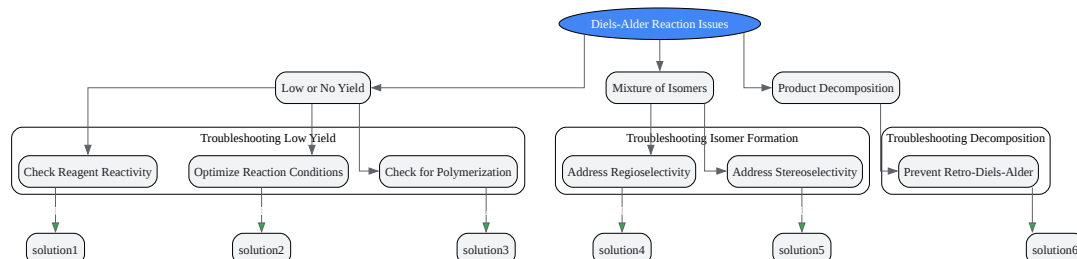 Diels-Alder Reaction Issues
Low or No Yield
Mixture of Isomers
Product Decomposition
Troubleshooting Low Yield
Troubleshooting Isomer Formation
Troubleshooting Decomposition
Check Reagent Reactivity
Optimize Reaction Conditions
Check for Polymerization
Address Regioselectivity
Address Stereoselectivity
Prevent Retro-Diels-Alder
solution1
solution2
solution3
solution4
solution5
solution6